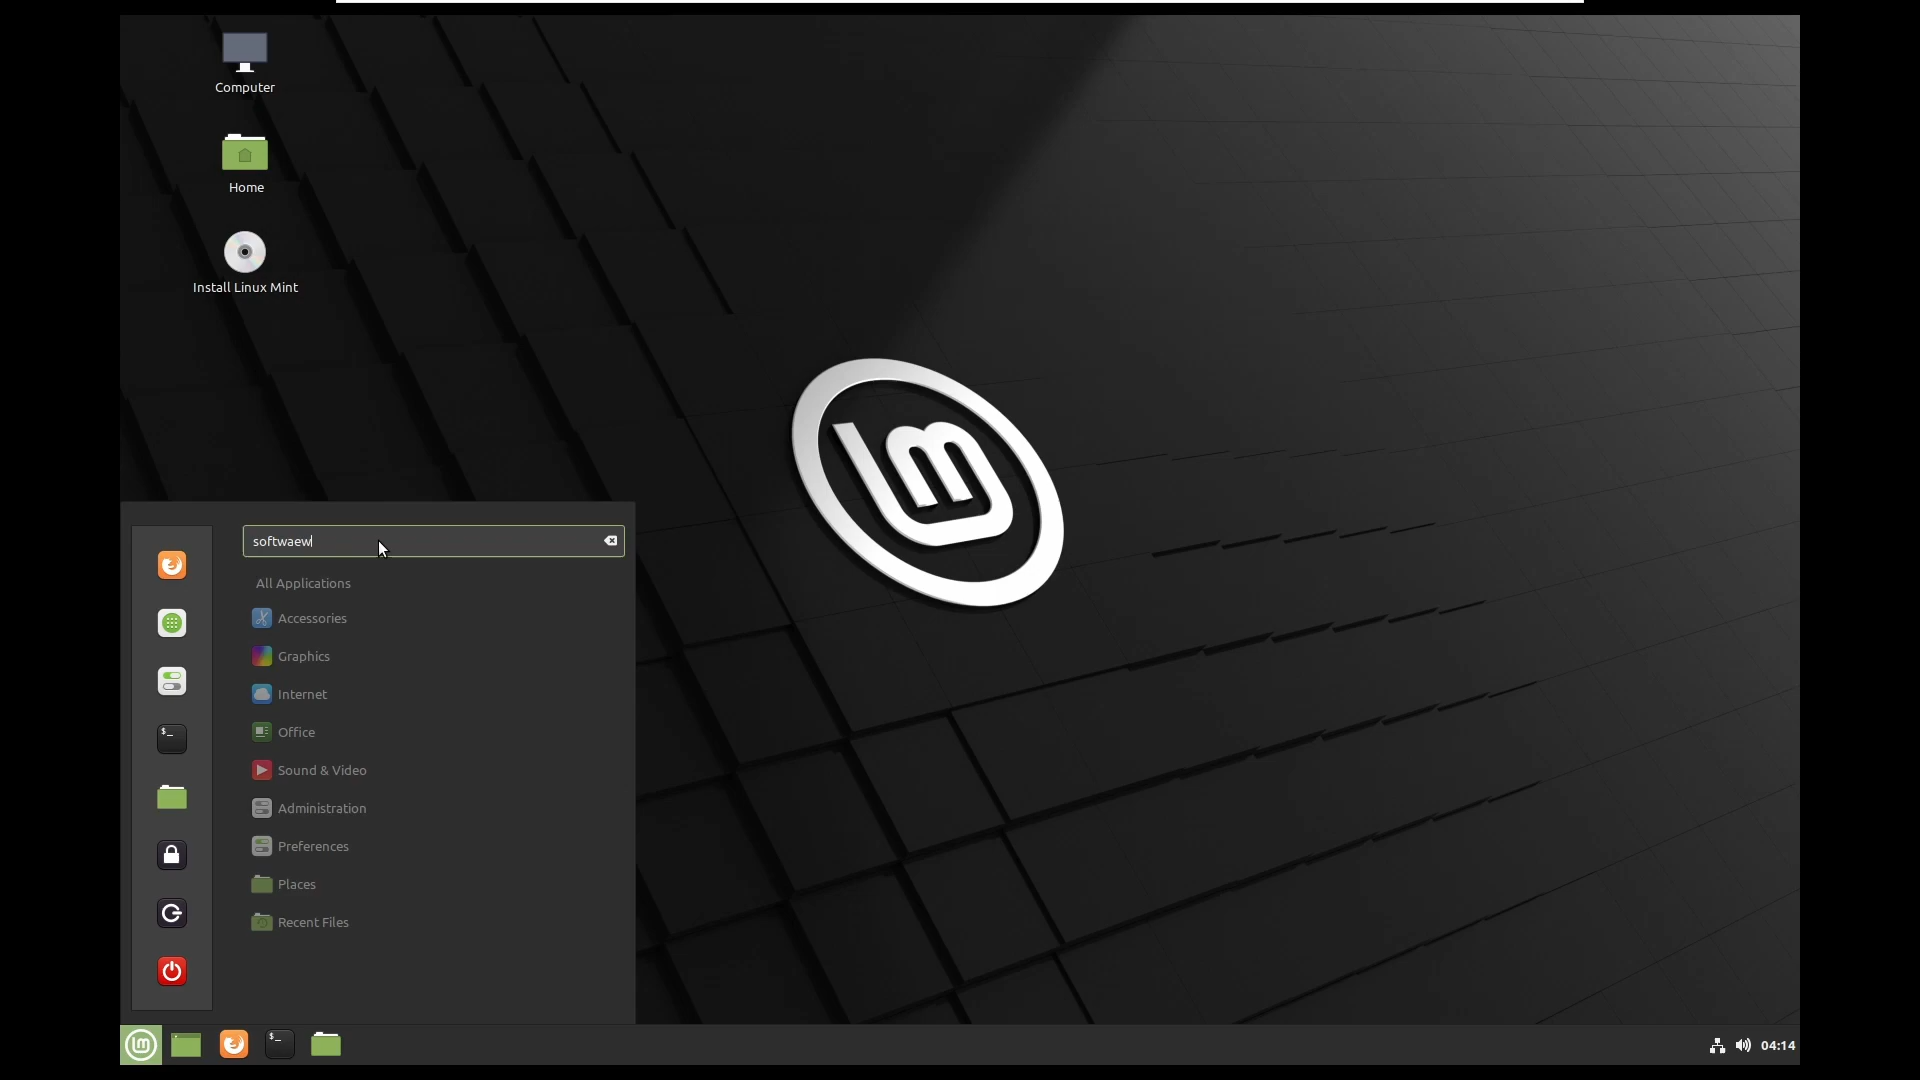 Computer
Home
Install Linux Mint
softwaew
All Applications
Accessories
Graphics
Internet
Office
Sound & Video
Administration
Preferences
Places
Recent Files
$_
$_
04:14